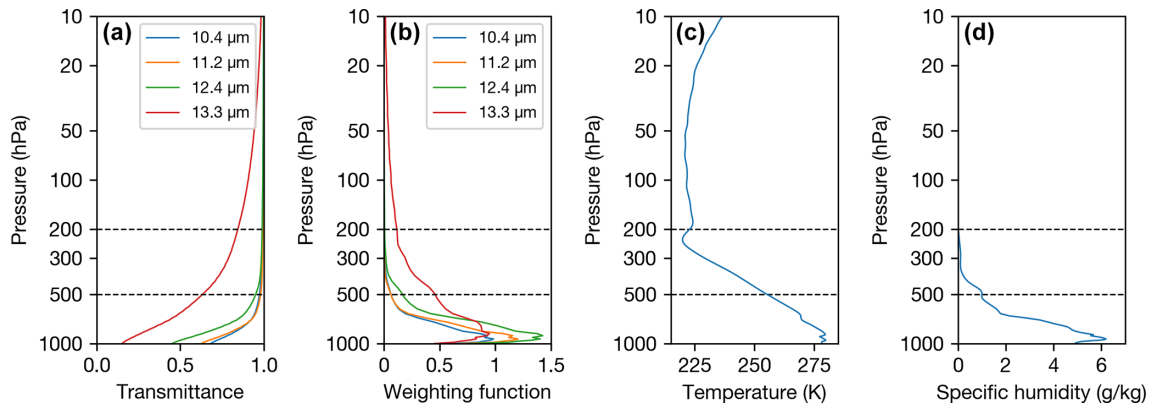 (a)
10.4 μm
11.2 μm
12.4 μm
13.3 μm
10
20
50
100
200
300
500
1000
Pressure (hPa)
0.0
0.5
1.0
Transmittance
(b)
10.4 μm
11.2 μm
12.4 μm
13.3 μm
10
20
50
100
200
300
500
1000
Pressure (hPa)
0
0.5
1
1.5
Weighting function
(c)
10
20
50
100
200
300
500
1000
Pressure (hPa)
225
250
275
Temperature (K)
(d)
10
20
50
100
200
300
500
1000
Pressure (hPa)
0
2
4
6
Specific humidity (g/kg)